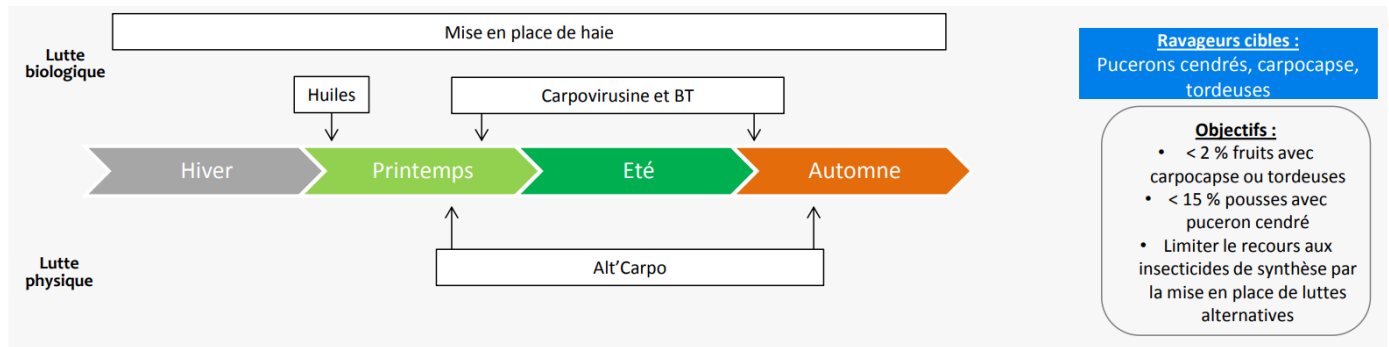 Mise en place de haie
Lutte
biologique
Huiles
Carpovirusine et BT
Hiver
Printemps
Eté
Automne
Alt'Carpo
Lutte
physique
Ravageurs cibles :
Pucerons cendrés, carpocapse,
tordeuses
Objectifs :
• < 2 % fruits avec
carpocapse ou tordeuses
• < 15 % pousses avec
puceron cendré
• Limiter le recours aux
insecticides de synthèse par
la mise en place de luttes
alternatives